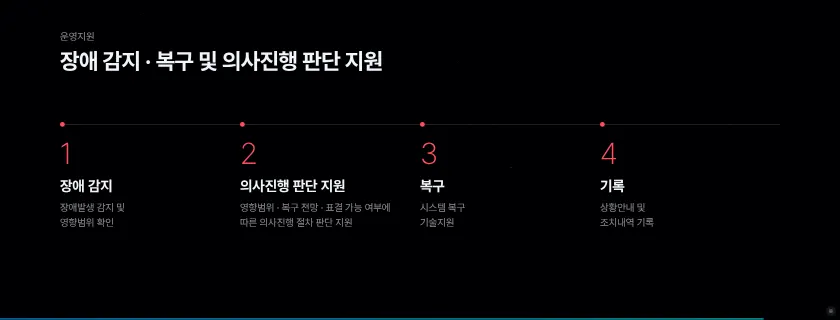 운영지원
장애 감지 · 복구 및 의사진행 판단 지원
1
장애 감지
장애발생 감지 및
영향범위 확인
2
의사진행 판단 지원
영향범위 · 복구 전망 · 표결 가능 여부에
따른 의사진행 절차 판단 지원
3
복구
시스템 복구
기술지원
4
기록
상황안내 및
조치내역 기록